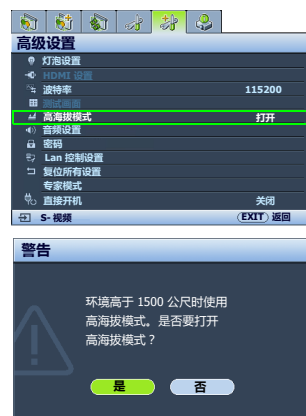 高级设置
灯泡设置
HDMI 设置
波特率 115200
测试画面
高海拔模式 打开
音频设置
密码
Lan 控制设置
复位所有设置
专家模式
直接开机 关闭
S-视频 EXIT 返回
警告
环境高于 1500 公尺时使用
高海拔模式。是否要打开
高海拔模式？
是 否